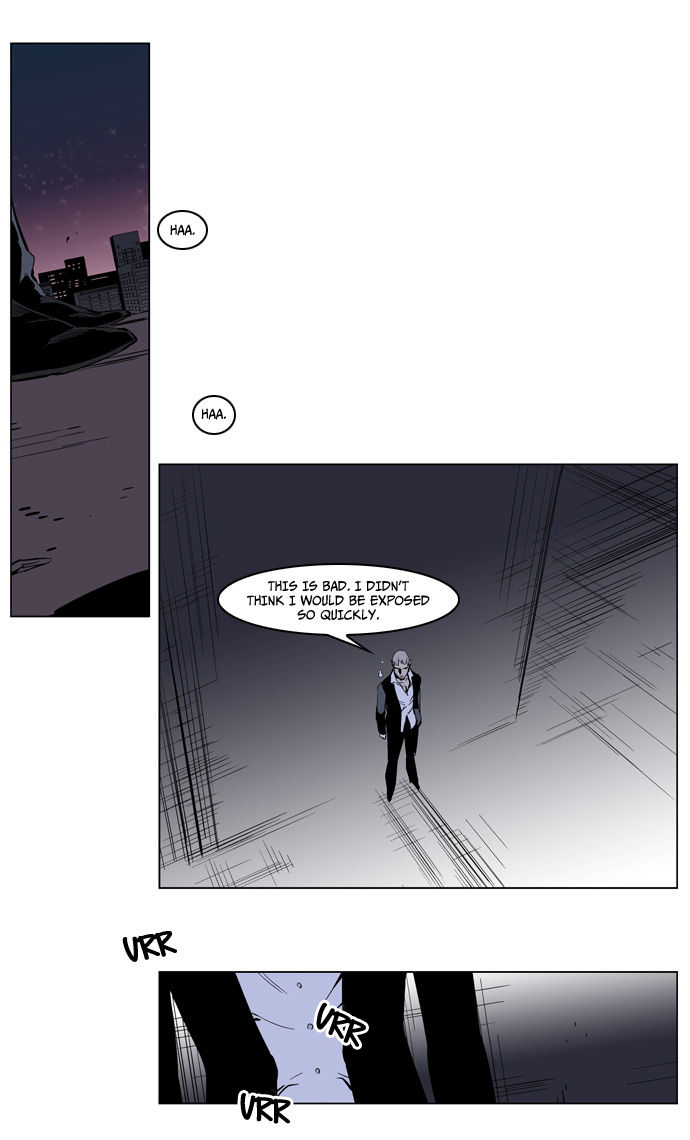 HAA.
HAA.
THIS IS BAD. I DIDN'T
THINK I WOULD BE EXPOSED
SO QUICKLY.
URR
URR
URR